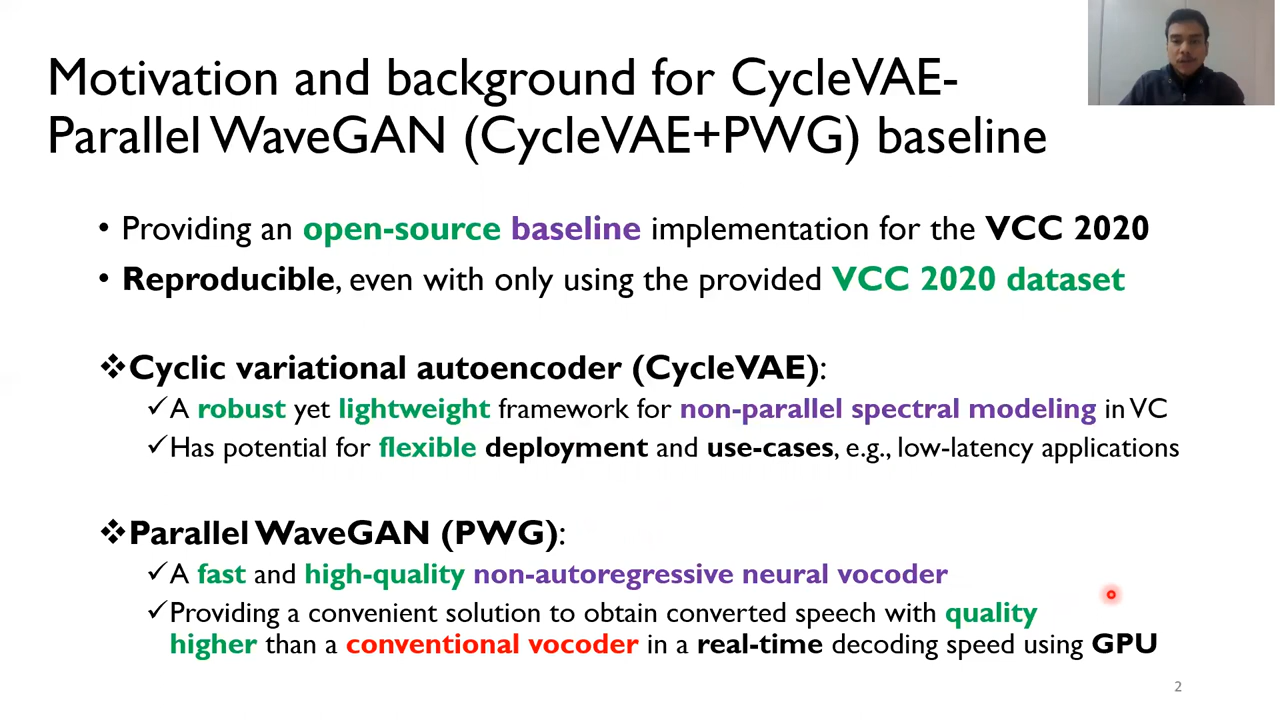 Motivation and background for CycleVAE-
Parallel WaveGAN (CycleVAE+PWG) baseline
• Providing an open-source baseline implementation for the VCC 2020
• Reproducible, even with only using the provided VCC 2020 dataset
❖Cyclic variational autoencoder (CycleVAE):
✓A robust yet lightweight framework for non-parallel spectral modeling in VC
✓Has potential for flexible deployment and use-cases, e.g., low-latency applications
❖Parallel WaveGAN (PWG):
✓A fast and high-quality non-autoregressive neural vocoder
✓Providing a convenient solution to obtain converted speech with quality
higher than a conventional vocoder in a real-time decoding speed using GPU
2